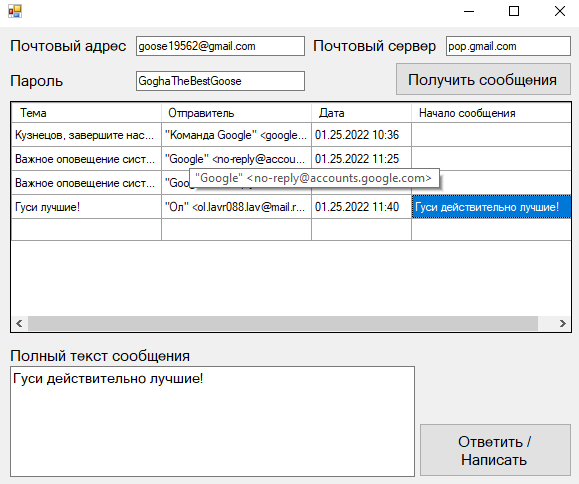 Почтовый адрес goose19562@gmail.com Почтовый сервер pop.gmail.com
Пароль GoghaTheBestGoose Получить сообщения
Тема Отправитель Дата Начало сообщения
Кузнецов, завершите нас... "Команда Google" <google... 01.25.2022 10:36
Важное оповещение сист... "Google" <no-reply@accou... 01.25.2022 11:25
"Google" <no-reply@accounts.google.com>
Важное оповещение сист...
Гуси лучшие! "Ол" <ol.lavr088.lav@mail.r... 01.25.2022 11:40 Гуси действительно лучшие!
Полный текст сообщения
Гуси действительно лучшие!
Ответить /
Написать